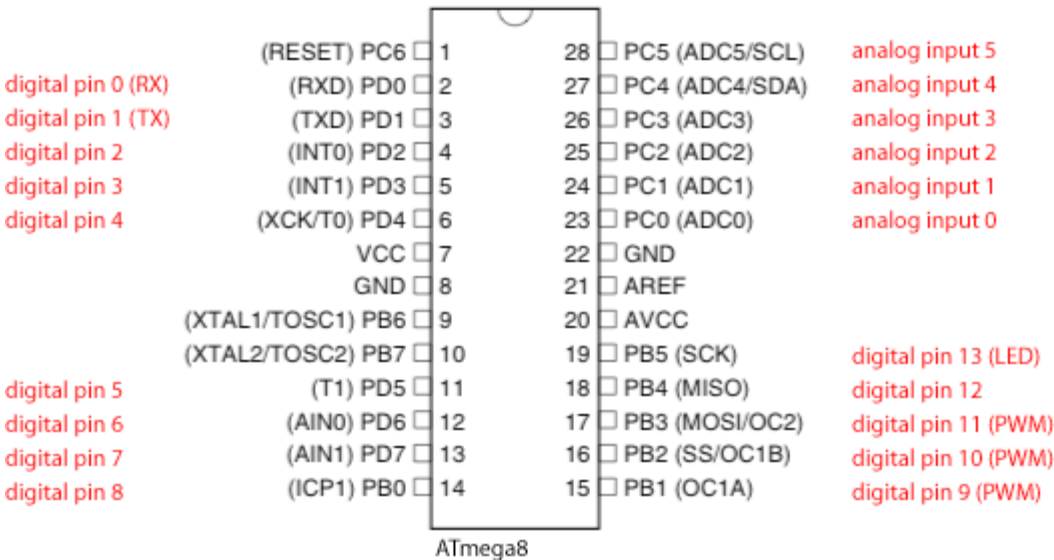 (RESET) PC6 1 28 PC5 (ADC5/SCL) analog input 5
digital pin 0 (RX) (RXD) PD0 2 27 PC4 (ADC4/SDA) analog input 4
digital pin 1 (TX) (TXD) PD1 3 26 PC3 (ADC3) analog input 3
digital pin 2 (INT0) PD2 4 25 PC2 (ADC2) analog input 2
digital pin 3 (INT1) PD3 5 24 PC1 (ADC1) analog input 1
digital pin 4 (XCK/T0) PD4 6 23 PC0 (ADC0) analog input 0
VCC 7 22 GND
GND 8 21 AREF
(XTAL1/TOSC1) PB6 9 20 AVCC
(XTAL2/TOSC2) PB7 10 19 PB5 (SCK) digital pin 13 (LED)
digital pin 5 (T1) PD5 11 18 PB4 (MISO) digital pin 12
digital pin 6 (AIN0) PD6 12 17 PB3 (MOSI/OC2) digital pin 11 (PWM)
digital pin 7 (AIN1) PD7 13 16 PB2 (SS/OC1B) digital pin 10 (PWM)
digital pin 8 (ICP1) PB0 14 15 PB1 (OC1A) digital pin 9 (PWM)
ATmega8